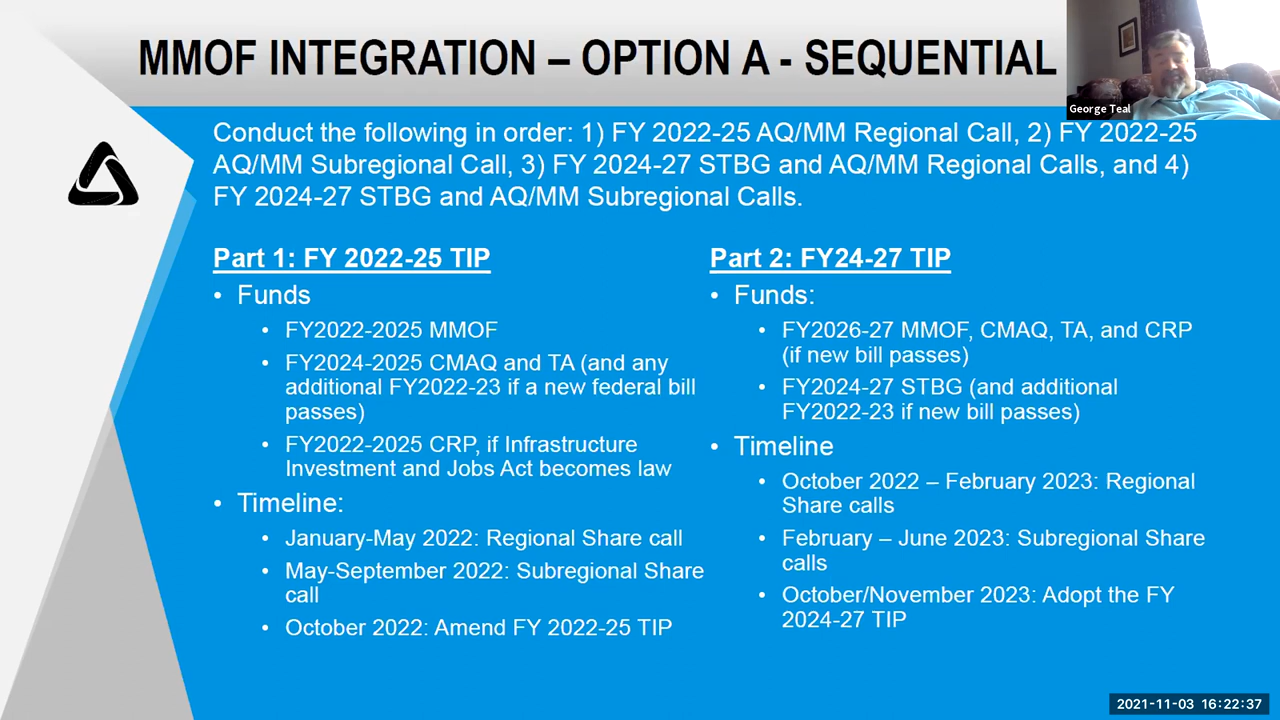 MMOF INTEGRATION – OPTION A - SEQUENTIAL
George Teal
Conduct the following in order: 1) FY 2022-25 AQ/MM Regional Call, 2) FY 2022-25
AQ/MM Subregional Call, 3) FY 2024-27 STBG and AQ/MM Regional Calls, and 4)
FY 2024-27 STBG and AQ/MM Subregional Calls.
Part 1: FY 2022-25 TIP
• Funds
• FY2022-2025 MMOF
• FY2024-2025 CMAQ and TA (and any
additional FY2022-23 if a new federal bill
passes)
• FY2022-2025 CRP, if Infrastructure
Investment and Jobs Act becomes law
• Timeline:
• January-May 2022: Regional Share call
• May-September 2022: Subregional Share
call
• October 2022: Amend FY 2022-25 TIP
Part 2: FY24-27 TIP
• Funds:
• FY2026-27 MMOF, CMAQ, TA, and CRP
(if new bill passes)
• FY2024-27 STBG (and additional
FY2022-23 if new bill passes)
• Timeline
• October 2022 – February 2023: Regional
Share calls
• February – June 2023: Subregional Share
calls
• October/November 2023: Adopt the FY
2024-27 TIP
2021-11-03 16:22:37